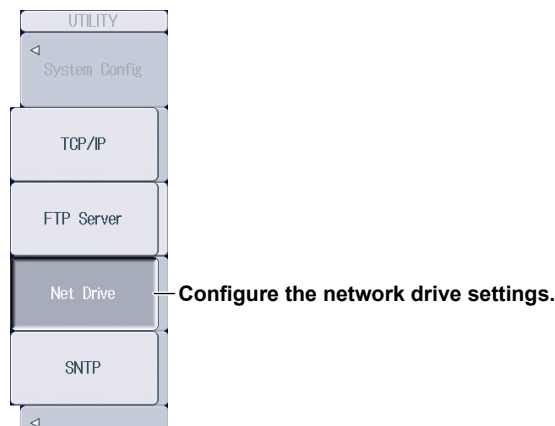 UTILITY
System Config
TCP/IP
FTP Server
Net Drive
Configure the network drive settings.
SNTP